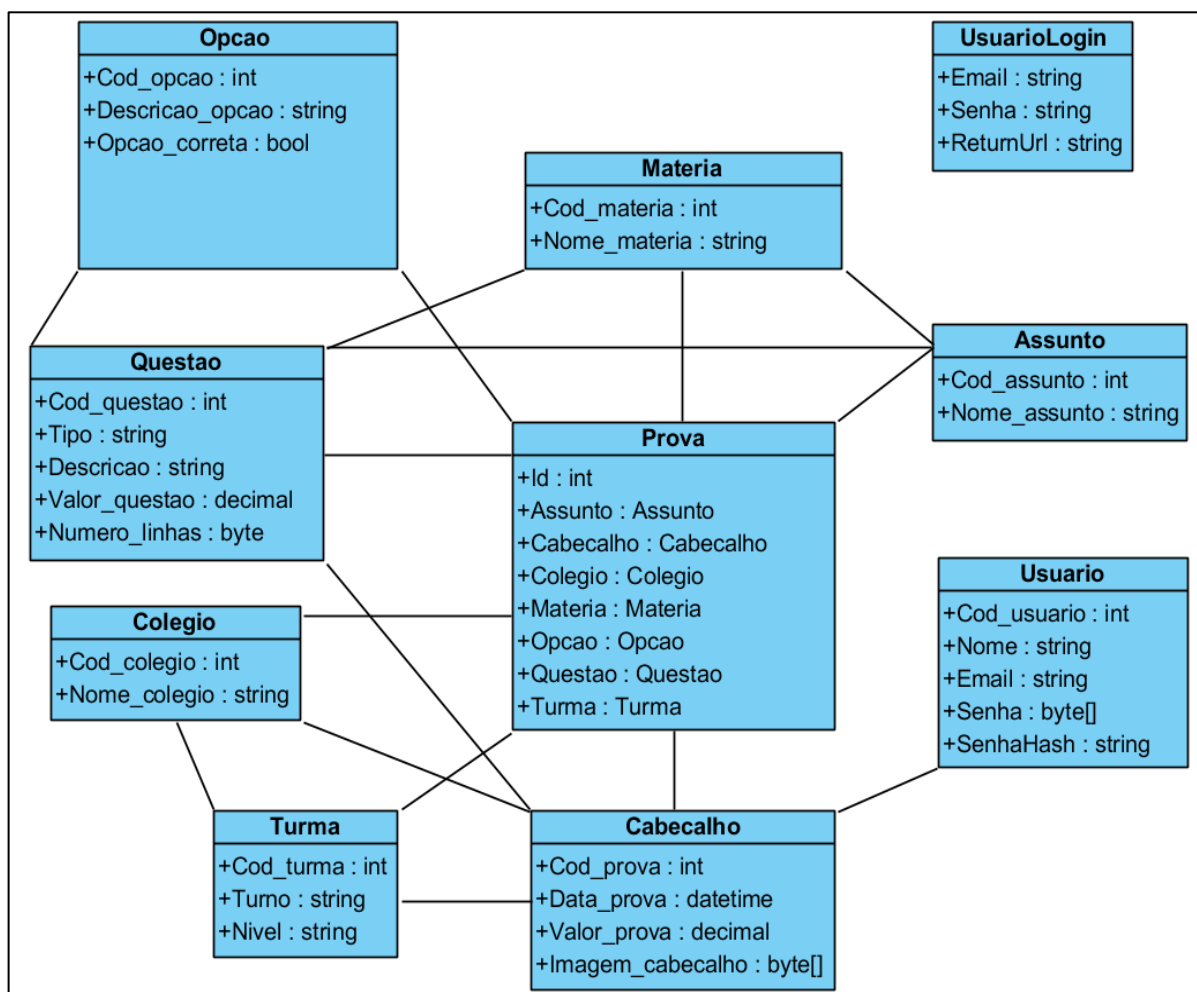 Opcao
+Cod_opcao : int
+Descricao_opcao : string
+Opcao_correta : bool
UsuarioLogin
+Email : string
+Senha : string
+ReturnUrl : string
Materia
+Cod_materia : int
+Nome_materia : string
Questao
+Cod_questao : int
+Tipo : string
+Descricao : string
+Valor_questao : decimal
+Numero_linhas : byte
Assunto
+Cod_assunto : int
+Nome_assunto : string
Prova
+Id : int
+Assunto : Assunto
+Cabecalho : Cabecalho
+Colegio : Colegio
+Materia : Materia
+Opcao : Opcao
+Questao : Questao
+Turma : Turma
Colegio
+Cod_colegio : int
+Nome_colegio : string
Usuario
+Cod_usuario : int
+Nome : string
+Email : string
+Senha : byte[]
+SenhaHash : string
Turma
+Cod_turma : int
+Turno : string
+Nivel : string
Cabecalho
+Cod_prova : int
+Data_prova : datetime
+Valor_prova : decimal
+Imagem_cabecalho : byte[]